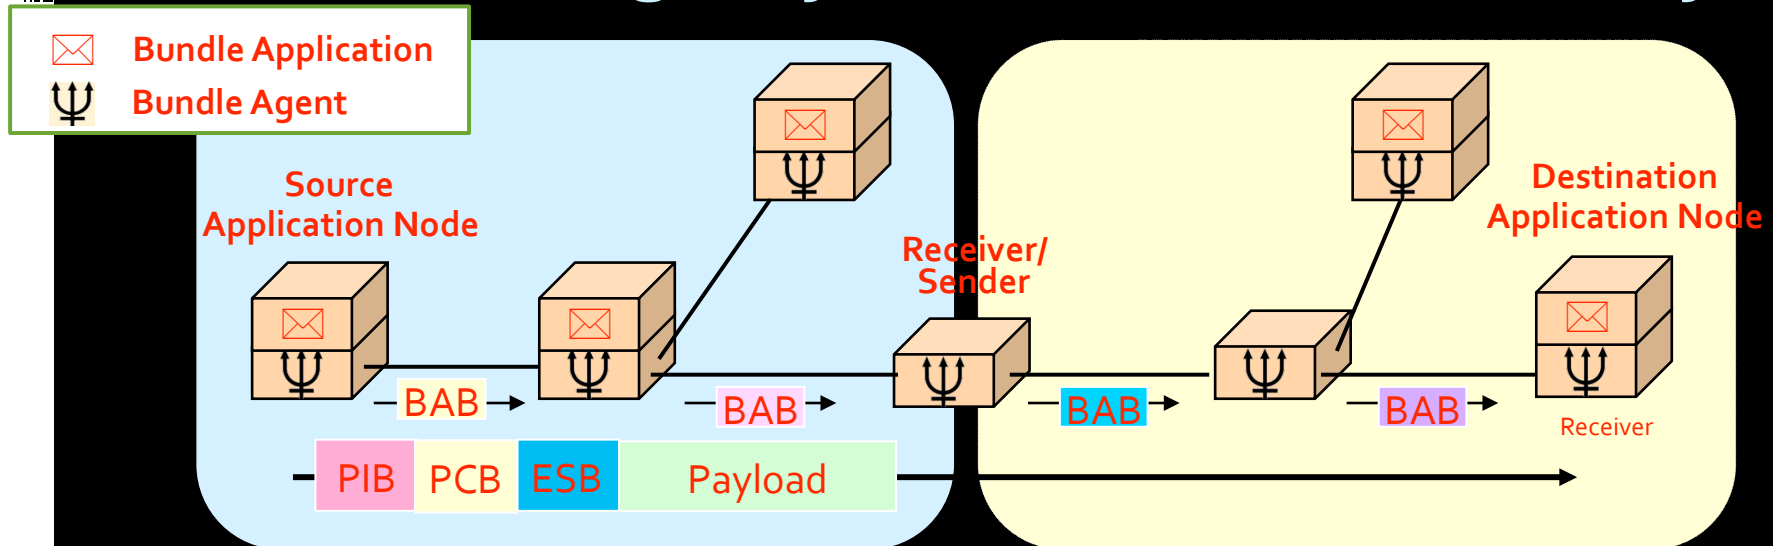 Bundle Application
Bundle Agent
Source
Application Node
Destination
Application Node
Receiver/
Sender
BAB
BAB
BAB
BAB
Receiver
PIB
PCB
ESB
Payload